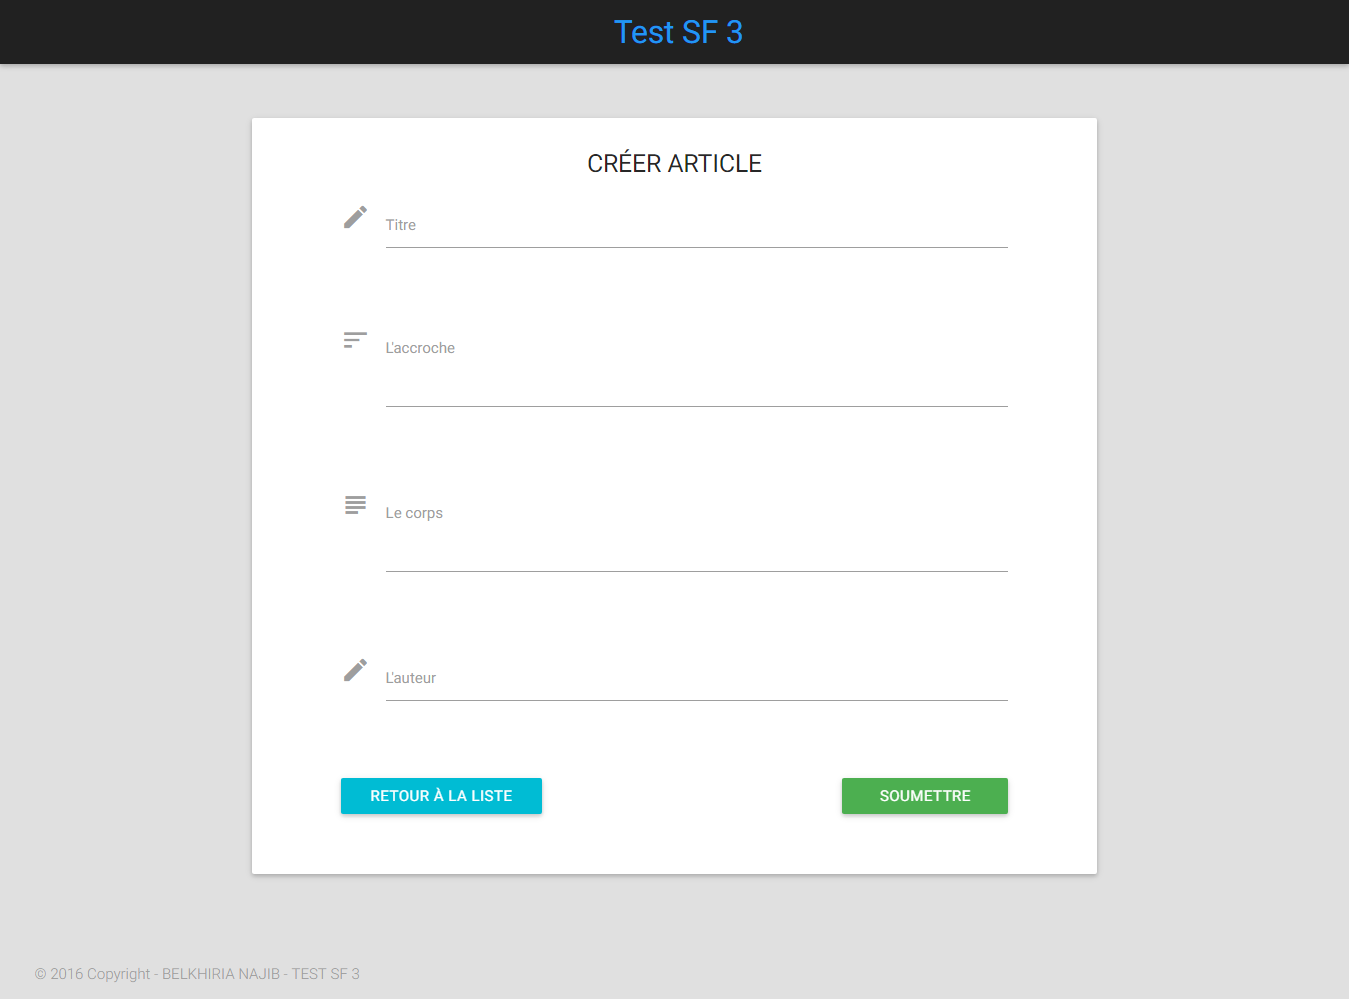 Test SF 3
CRÉER ARTICLE
Titre
L'accroche
Le corps
L'auteur
RETOUR À LA LISTE
SOUMETTRE
© 2016 Copyright - BELKHIRIA NAJIB - TEST SF 3